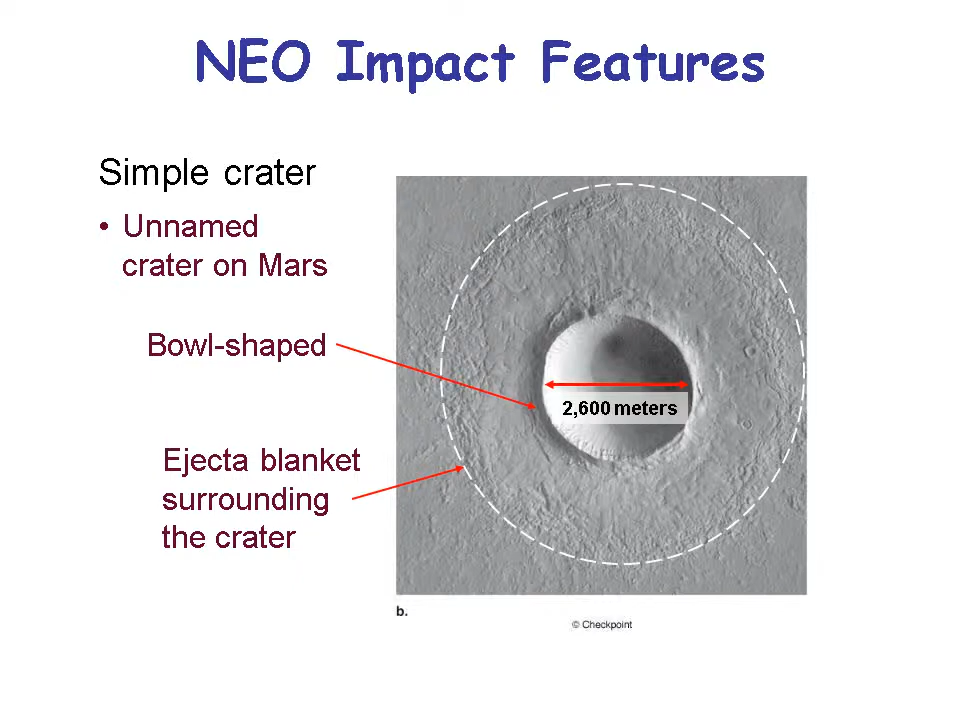 NEO Impact Features
Simple crater
• Unnamed
crater on Mars
Bowl-shaped
2,600 meters
Ejecta blanket
surrounding
the crater
b.
© Checkpoint